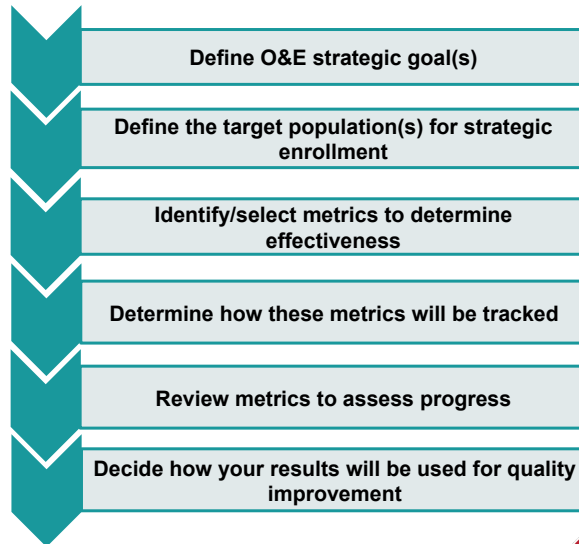 Define O&E strategic goal(s)
Define the target population(s) for strategic
enrollment
Identify/select metrics to determine
effectiveness
Determine how these metrics will be tracked
Review metrics to assess progress
Decide how your results will be used for quality
improvement